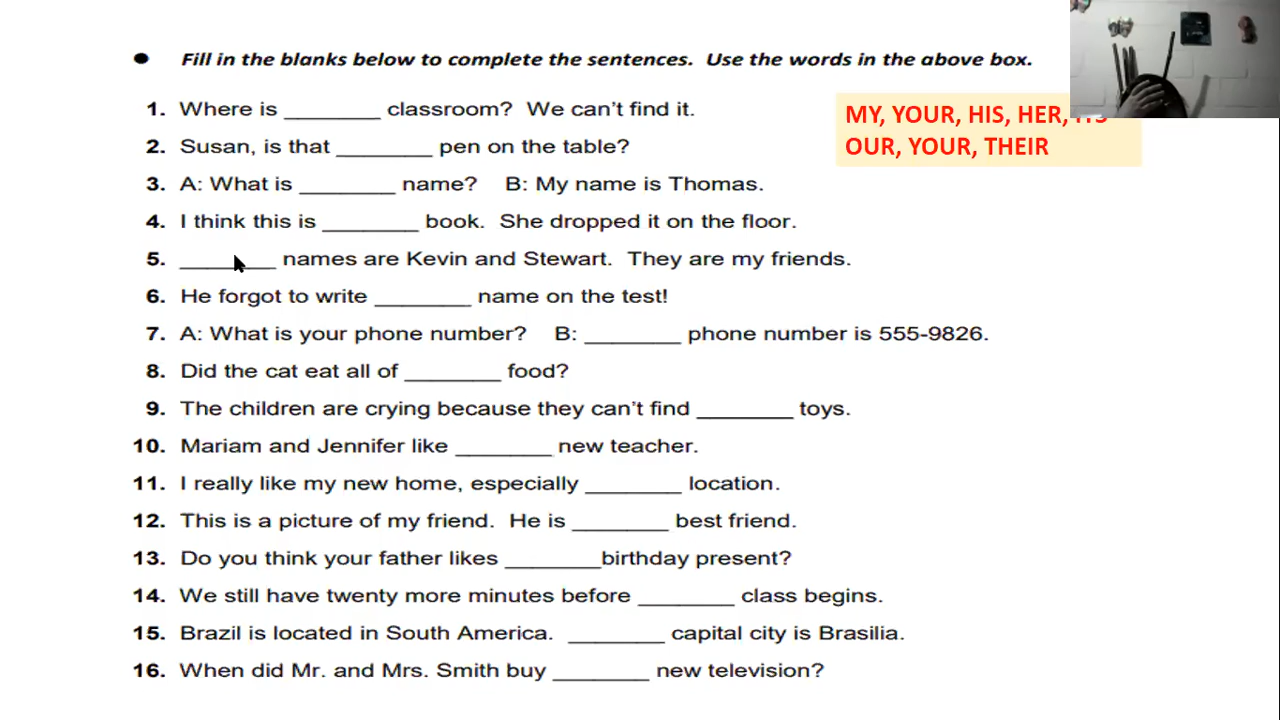 ● Fill in the blanks below to complete the sentences. Use the words in the above box.
1. Where is ________ classroom? We can't find it.
2. Susan, is that ________ pen on the table?
3. A: What is ________ name? B: My name is Thomas.
4. I think this is ________ book. She dropped it on the floor.
5. ________ names are Kevin and Stewart. They are my friends.
6. He forgot to write ________ name on the test!
7. A: What is your phone number? B: ________ phone number is 555-9826.
8. Did the cat eat all of ________ food?
9. The children are crying because they can't find ________ toys.
10. Mariam and Jennifer like ________ new teacher.
11. I really like my new home, especially ________ location.
12. This is a picture of my friend. He is ________ best friend.
13. Do you think your father likes ________birthday present?
14. We still have twenty more minutes before ________ class begins.
15. Brazil is located in South America. ________ capital city is Brasilia.
16. When did Mr. and Mrs. Smith buy ________ new television?
MY, YOUR, HIS, HER, ITS
OUR, YOUR, THEIR